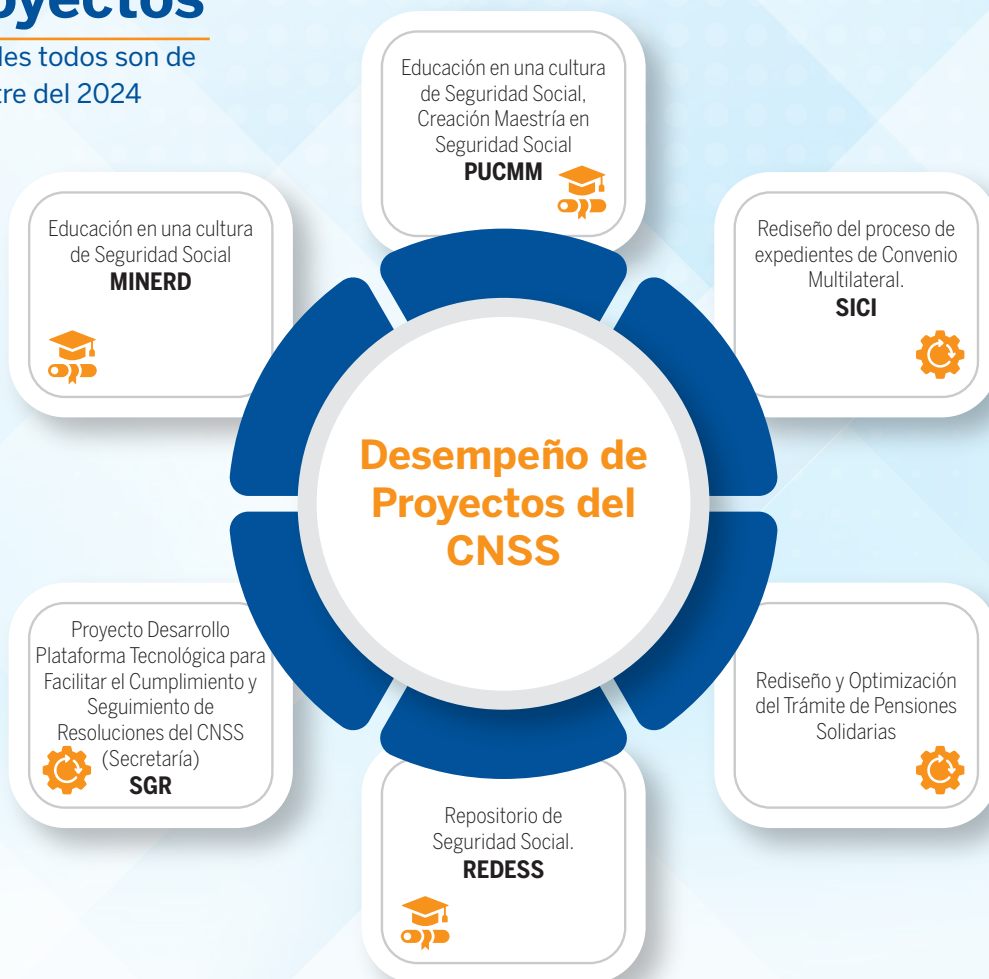 oyectos
les todos son de
tre del 2024
Educación en una cultura
de Seguridad Social,
Creación Maestría en
Seguridad Social
PUCMM
Educación en una cultura
de Seguridad Social
MINERD
Rediseño del proceso de
expedientes de Convenio
Multilateral.
SICI
Desempeño de
Proyectos del
CNSS
Proyecto Desarrollo
Plataforma Tecnológica para
Facilitar el Cumplimiento y
Seguimiento de
Resoluciones del CNSS
(Secretaría)
SGR
Rediseño y Optimización
del Trámite de Pensiones
Solidarias
Repositorio de
Seguridad Social.
REDESS